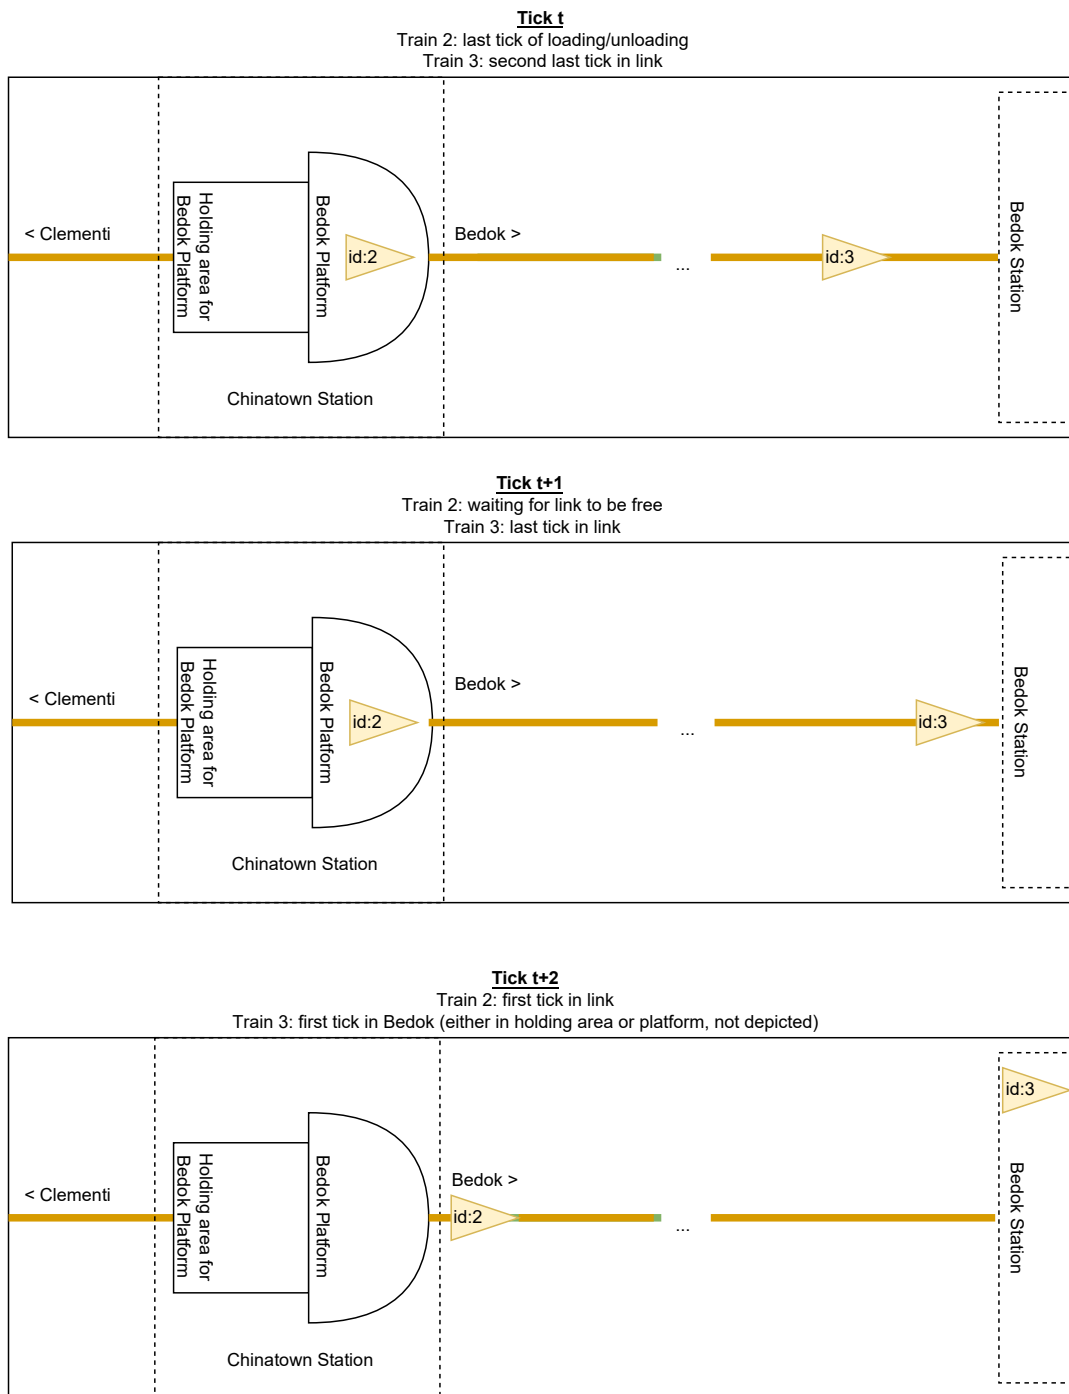 Tick t
Train 2: last tick of loading/unloading
Train 3: second last tick in link
< Clementi
Holding area for
Bedok Platform
Bedok Platform
id:2
Bedok >
...
id:3
Bedok Station
Chinatown Station
Tick t+1
Train 2: waiting for link to be free
Train 3: last tick in link
< Clementi
Holding area for
Bedok Platform
Bedok Platform
id:2
Bedok >
...
id:3
Bedok Station
Chinatown Station
Tick t+2
Train 2: first tick in link
Train 3: first tick in Bedok (either in holding area or platform, not depicted)
< Clementi
Holding area for
Bedok Platform
Bedok Platform
Bedok >
id:2
...
id:3
Bedok Station
Chinatown Station